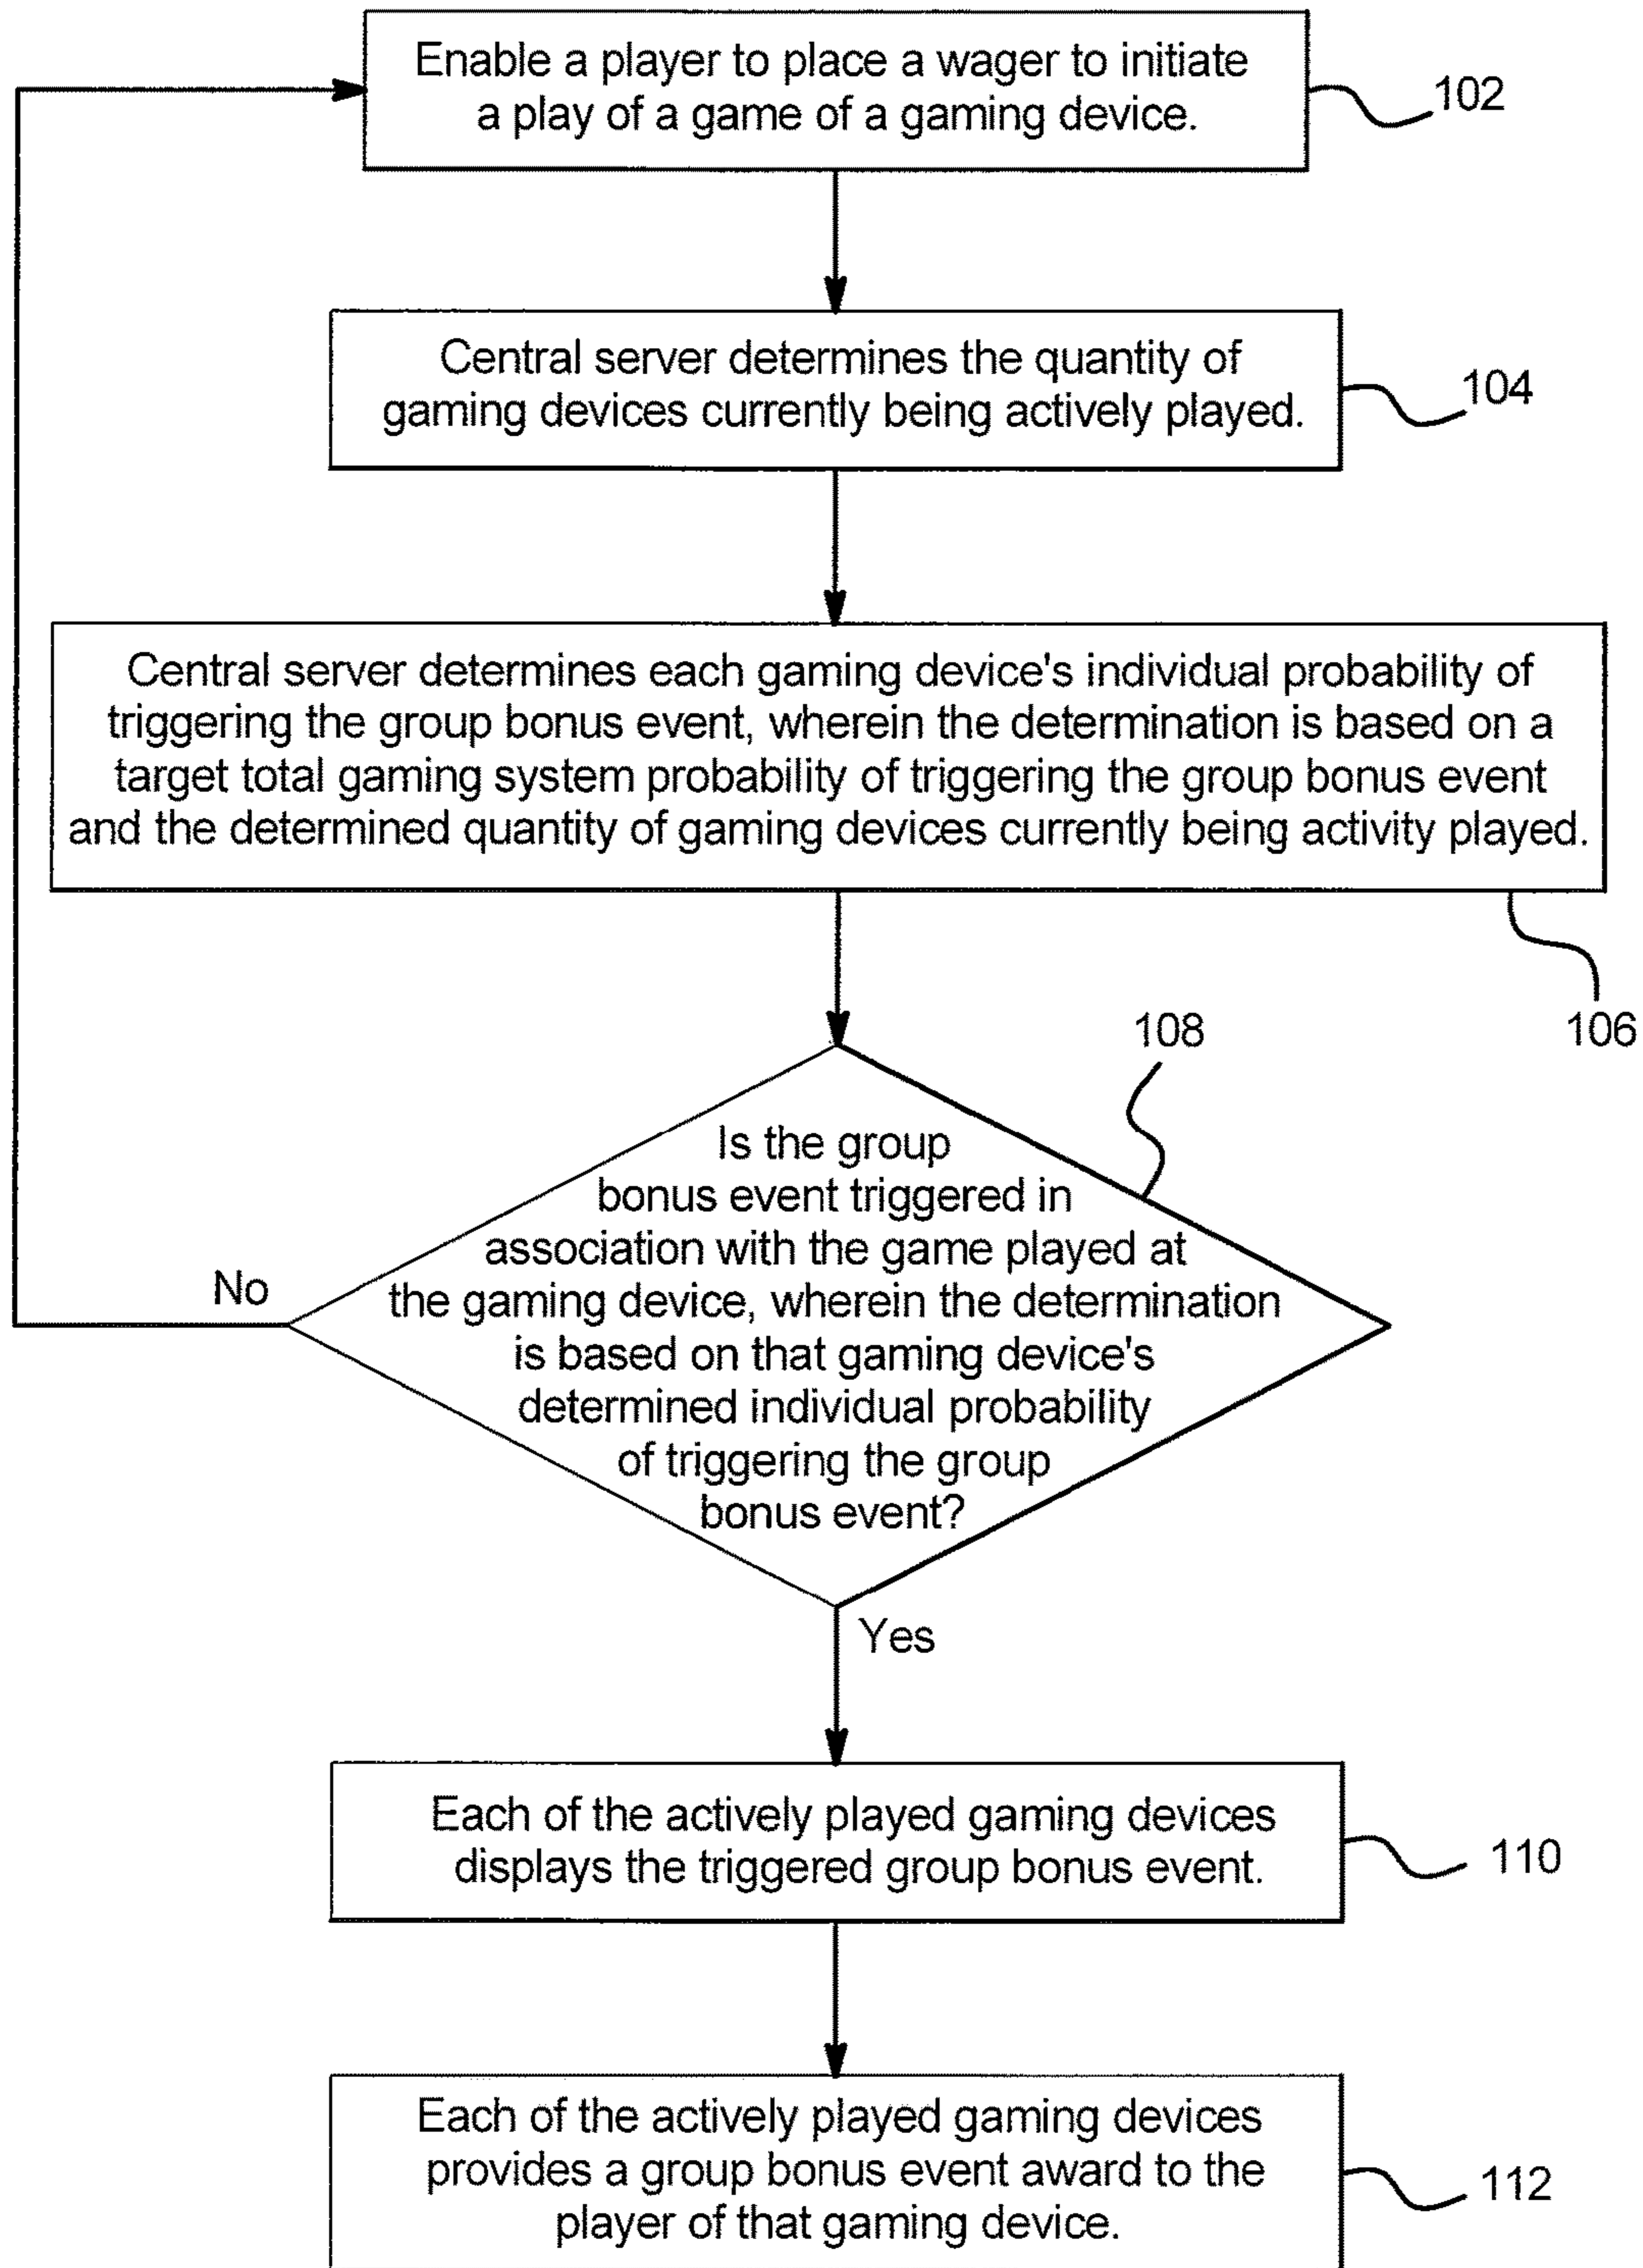 Enable a player to place a wager to initiate
a play of a game of a gaming device.
102
Central server determines the quantity of
gaming devices currently being actively played.
104
Central server determines each gaming device's individual probability of
triggering the group bonus event, wherein the determination is based on a
target total gaming system probability of triggering the group bonus event
and the determined quantity of gaming devices currently being activity played.
106
108
Is the group
bonus event triggered in
association with the game played at
the gaming device, wherein the determination
is based on that gaming device's
determined individual probability
of triggering the group
bonus event?
No
Yes
Each of the actively played gaming devices
displays the triggered group bonus event.
110
Each of the actively played gaming devices
provides a group bonus event award to the
player of that gaming device.
112